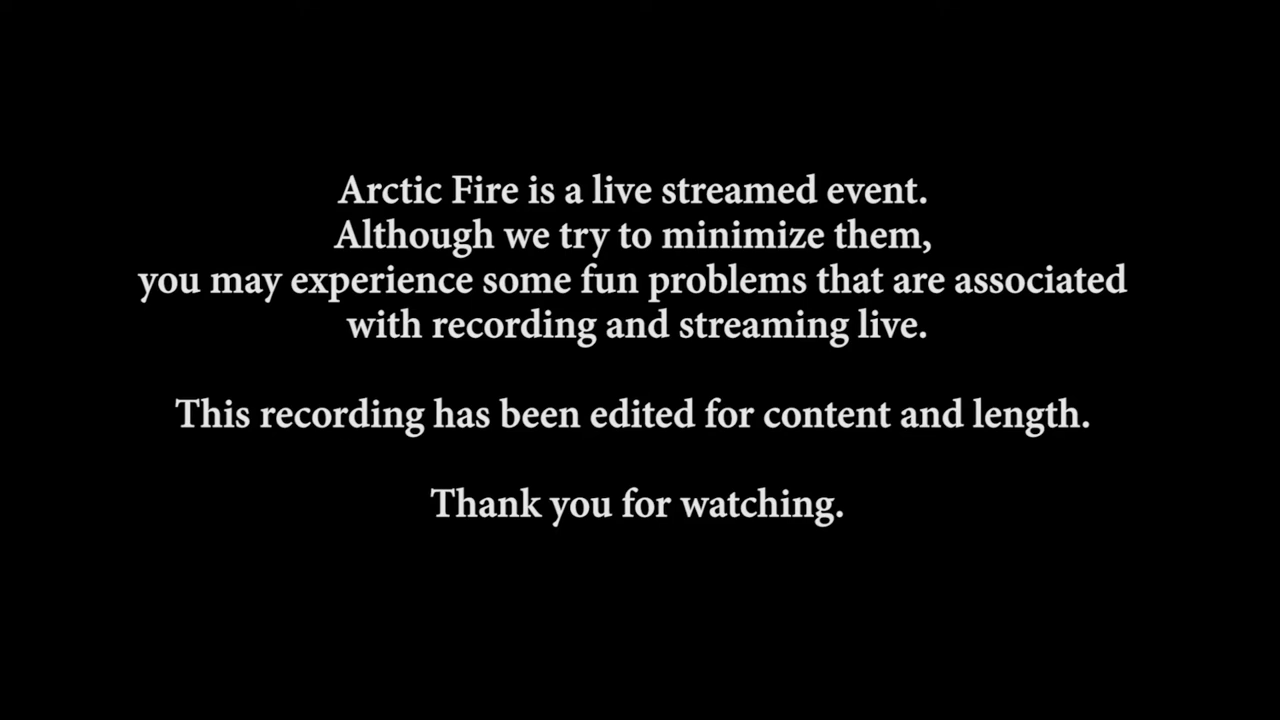 Arctic Fire is a live streamed event.
Although we try to minimize them,
you may experience some fun problems that are associated
with recording and streaming live.
This recording has been edited for content and length.
Thank you for watching.